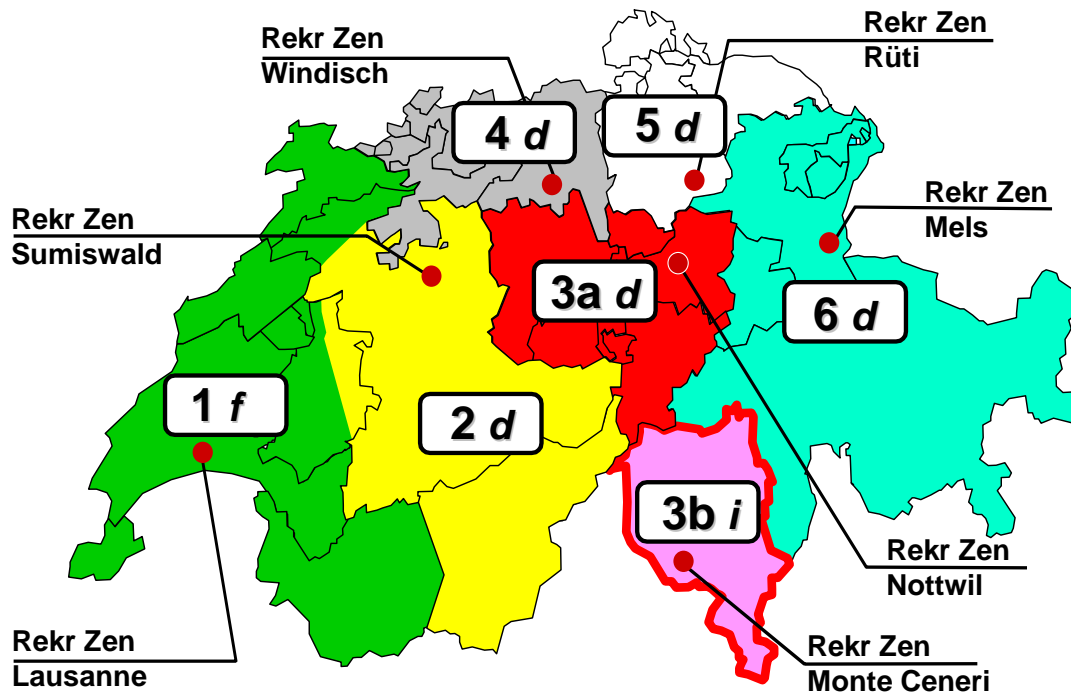 Rekr Zen
Windisch
Rekr Zen
Rüti
4 d
5 d
Rekr Zen
Mels
Rekr Zen
Sumiswald
3a d
6 d
1 f
2 d
3b i
Rekr Zen
Nottwil
Rekr Zen
Lausanne
Rekr Zen
Monte Ceneri